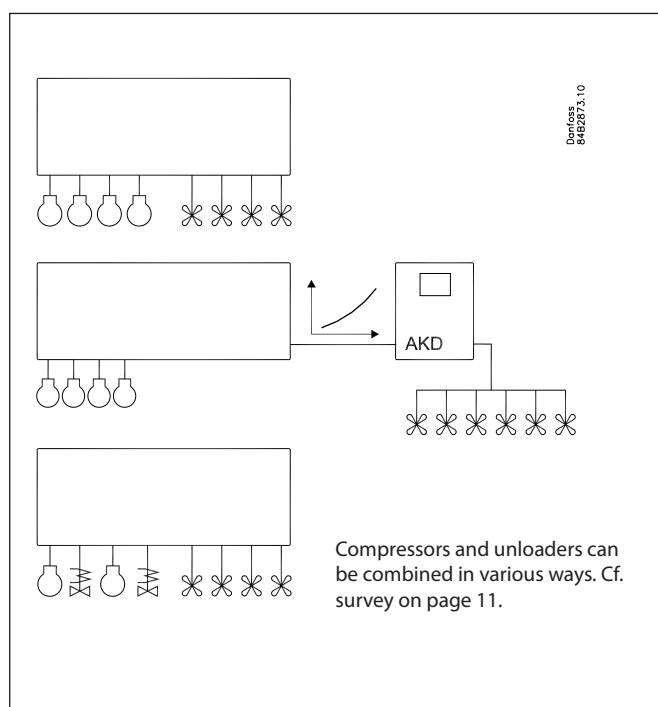 Danfoss
84B2873.10
AKD
Compressors and unloaders can
be combined in various ways. Cf.
survey on page 11.